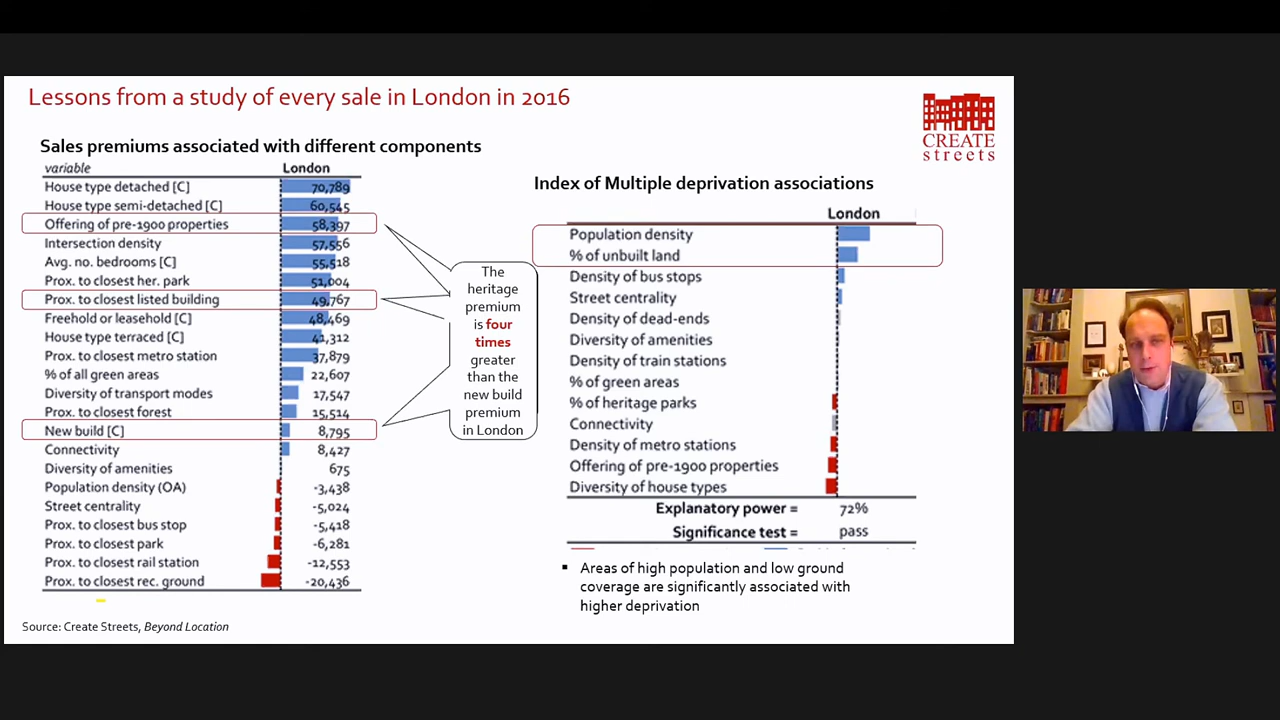 Lessons from a study of every sale in London in 2016
CREATE
streets
Sales premiums associated with different components
variable London
House type detached [C] 70,789
House type semi-detached [C] 60,545
Offering of pre-1900 properties 58,397
Intersection density 57,556
Avg. no. bedrooms [C] 55,518
Prox. to closest her. park 51,004
Prox. to closest listed building 49,767
Freehold or leasehold [C] 48,469
House type terraced [C] 41,312
Prox. to closest metro station 37,879
% of all green areas 22,607
Diversity of transport modes 17,547
Prox. to closest forest 15,514
New build [C] 8,795
Connectivity 8,427
Diversity of amenities 675
Population density (OA) -3,438
Street centrality -5,024
Prox. to closest bus stop -5,418
Prox. to closest park -6,281
Prox. to closest rail station -12,553
Prox. to closest rec. ground -20,436
The
heritage
premium
is four
times
greater
than the
new build
premium
in London
Index of Multiple deprivation associations
London
Population density
% of unbuilt land
Density of bus stops
Street centrality
Density of dead-ends
Diversity of amenities
Density of train stations
% of green areas
% of heritage parks
Connectivity
Density of metro stations
Offering of pre-1900 properties
Diversity of house types
Explanatory power = 72%
Significance test = pass
▪ Areas of high population and low ground
coverage are significantly associated with
higher deprivation
Source: Create Streets, Beyond Location